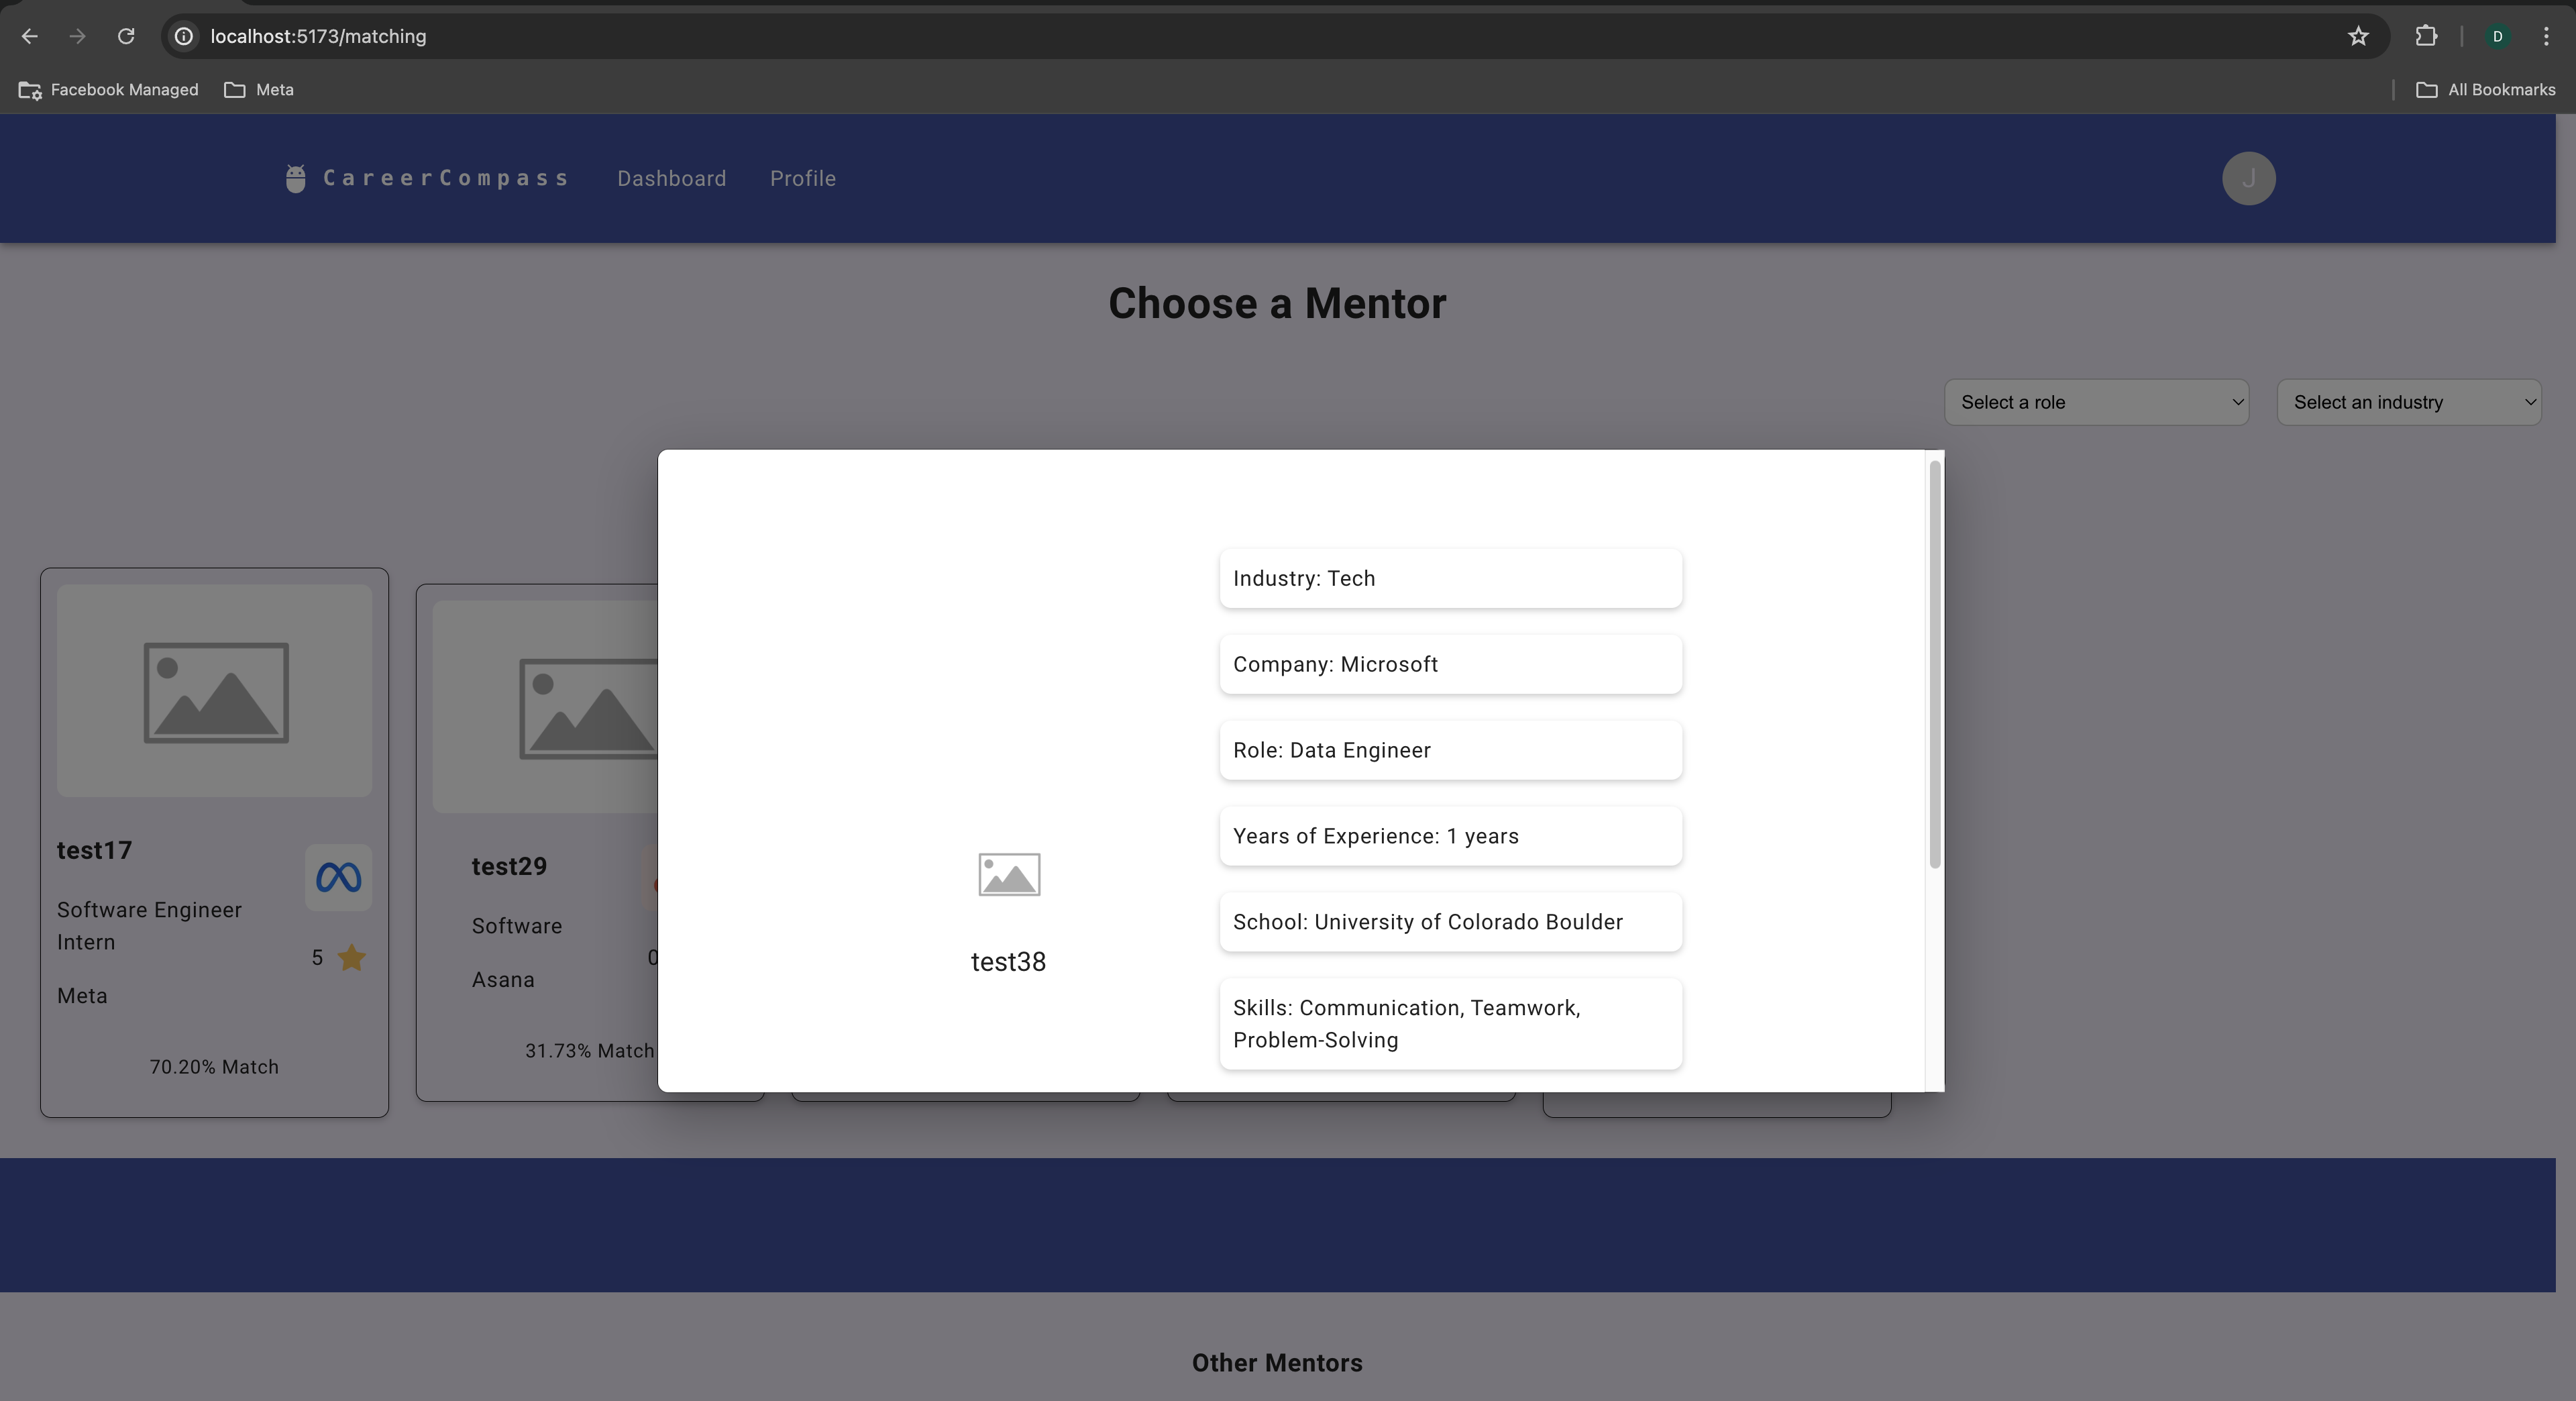 localhost:5173/matching
D
Facebook Managed
Meta
All Bookmarks
CareerCompass
Dashboard
Profile
J
Choose a Mentor
Select a role
Select an industry
test17
Software Engineer
Intern
5
Meta
70.20% Match
test29
Software
0
Asana
31.73% Match
test38
Industry: Tech
Company: Microsoft
Role: Data Engineer
Years of Experience: 1 years
School: University of Colorado Boulder
Skills: Communication, Teamwork,
Problem-Solving
Other Mentors